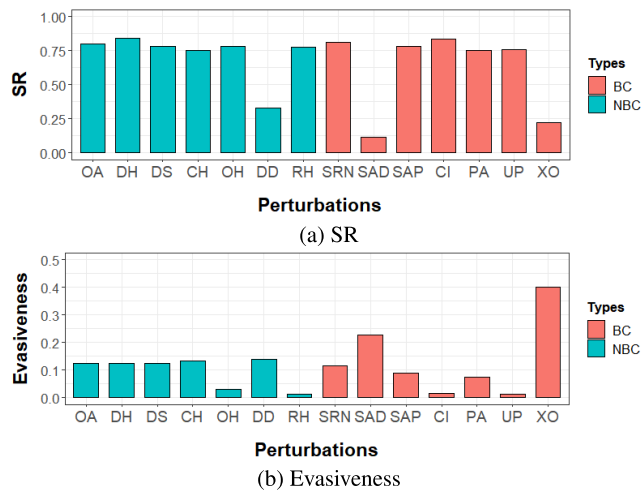 1.00
0.75
0.50
0.25
0.00
SR
OA DH DS CH OH DD RH SRN SAD SAP CI PA UP XO
Perturbations
Types
BC
NBC
(a) SR
0.5
0.4
0.3
0.2
0.1
0.0
Evasiveness
OA DH DS CH OH DD RH SRN SAD SAP CI PA UP XO
Perturbations
Types
BC
NBC
(b) Evasiveness